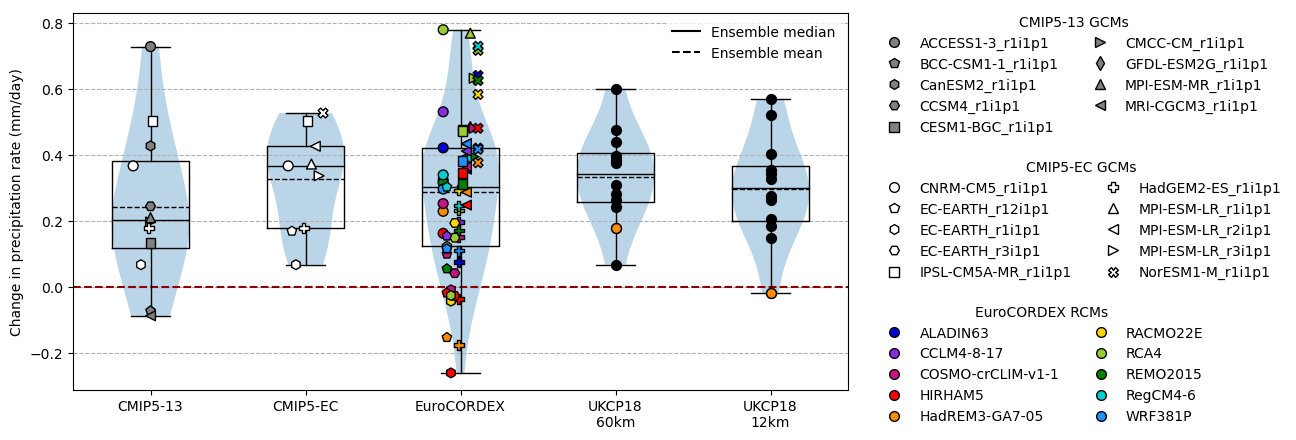 Change in precipitation rate (mm/day)
0.8
0.6
0.4
0.2
0.0
−0.2
Ensemble median
Ensemble mean
CMIP5-13
CMIP5-EC
EuroCORDEX
UKCP18
60km
UKCP18
12km
CMIP5-13 GCMs
ACCESS1-3_r1i1p1
BCC-CSM1-1_r1i1p1
CanESM2_r1i1p1
CCSM4_r1i1p1
CESM1-BGC_r1i1p1
CMCC-CM_r1i1p1
GFDL-ESM2G_r1i1p1
MPI-ESM-MR_r1i1p1
MRI-CGCM3_r1i1p1
CMIP5-EC GCMs
CNRM-CM5_r1i1p1
EC-EARTH_r12i1p1
EC-EARTH_r1i1p1
EC-EARTH_r3i1p1
IPSL-CM5A-MR_r1i1p1
HadGEM2-ES_r1i1p1
MPI-ESM-LR_r1i1p1
MPI-ESM-LR_r2i1p1
MPI-ESM-LR_r3i1p1
NorESM1-M_r1i1p1
EuroCORDEX RCMs
ALADIN63
CCLM4-8-17
COSMO-crCLIM-v1-1
HIRHAM5
HadREM3-GA7-05
RACMO22E
RCA4
REMO2015
RegCM4-6
WRF381P